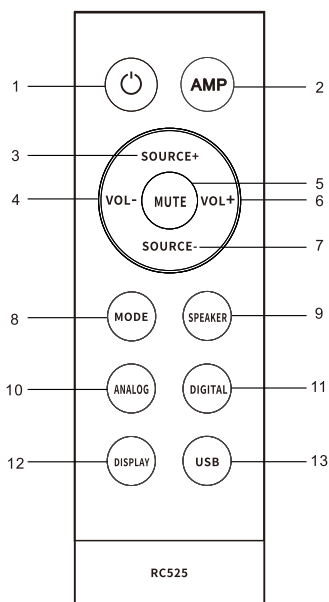 1 AMP 2
3 SOURCE+
4 VOL- MUTE VOL+ 5
6
SOURCE- 7
8 MODE SPEAKER 9
10 ANALOG DIGITAL 11
12 DISPLAY USB 13
RC525